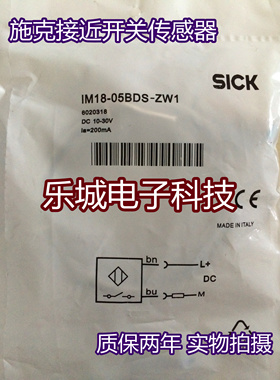 施克接近开关传感器
SICK
IM18-05BDS-ZW1
6020318
DC 10-30V
Ia=200mA
乐城电子科技
CE
MADE IN ITALY
bn
L+
DC
bu
M
质保两年 实物拍摄